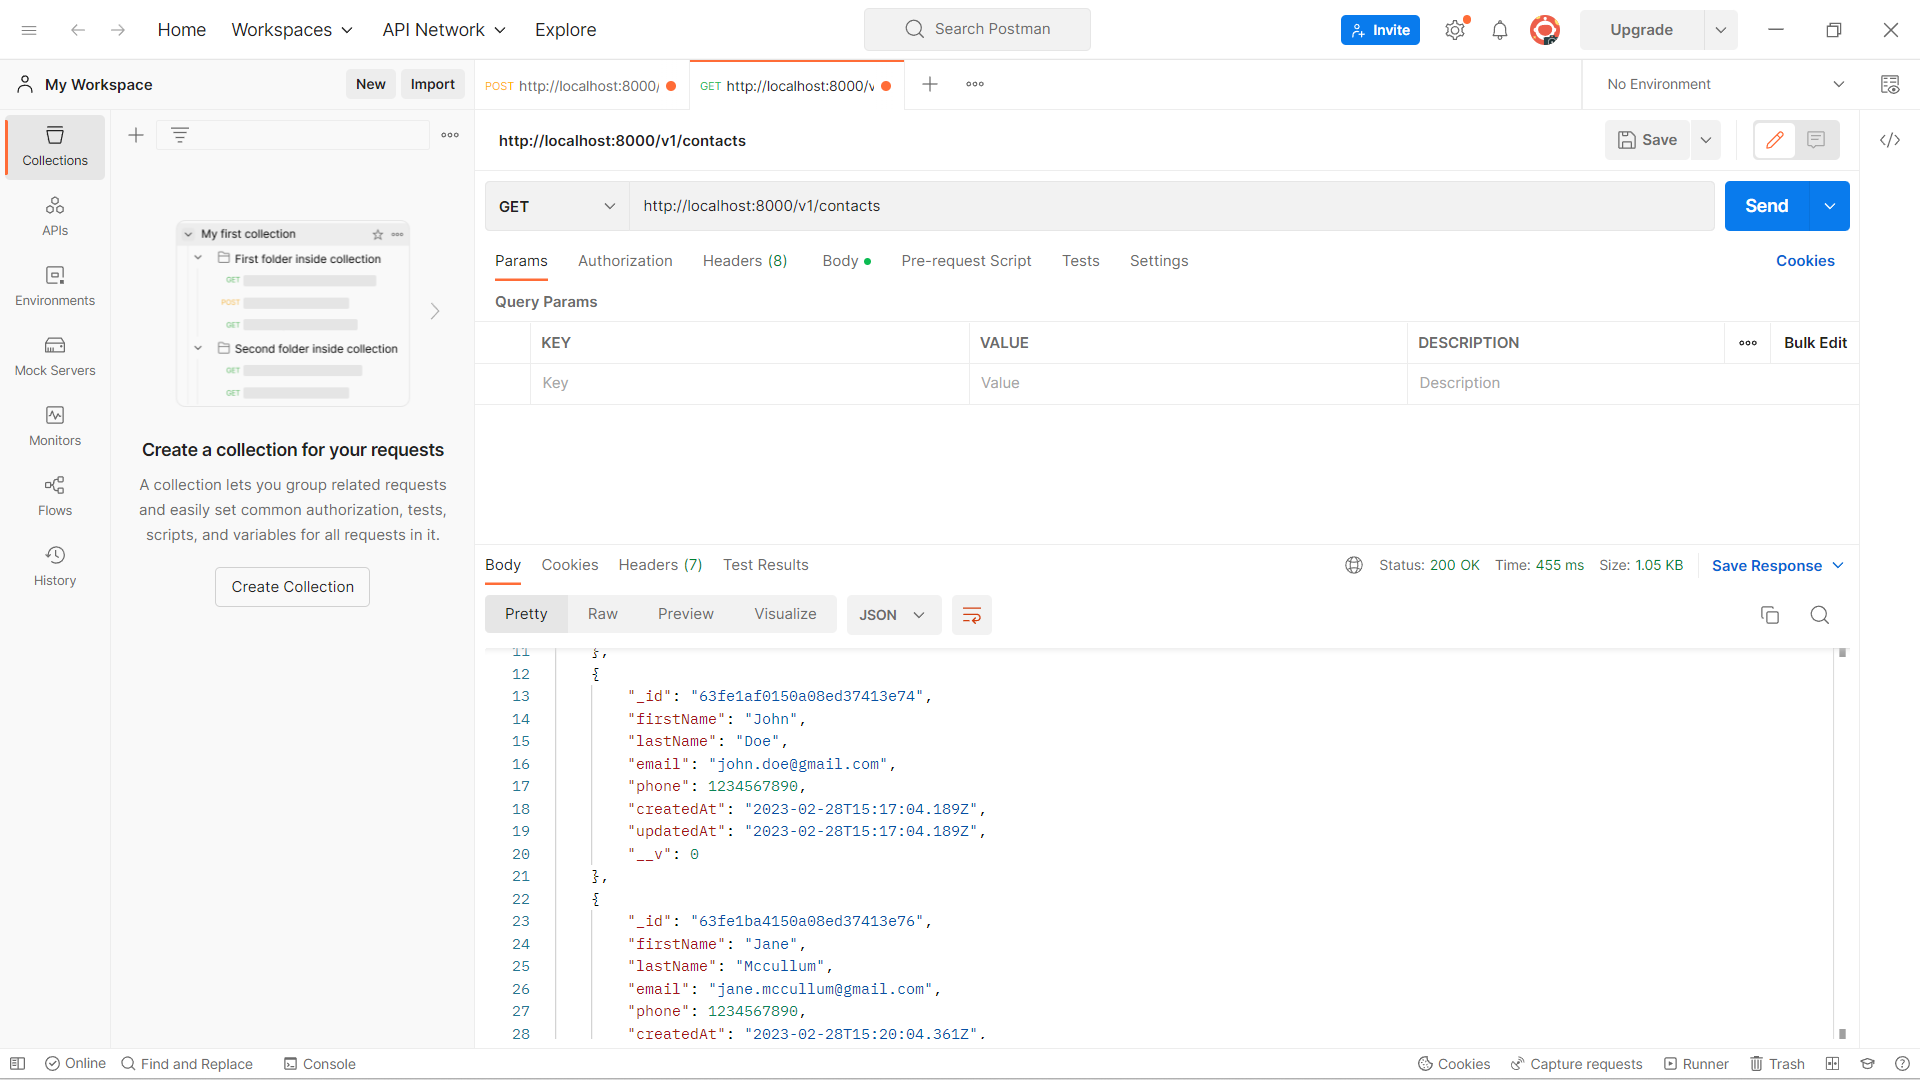 Home Workspaces API Network Explore Search Postman Invite Upgrade
My Workspace New Import POST http://localhost:8000/ GET http://localhost:8000/v No Environment
http://localhost:8000/v1/contacts Save
Collections
APIs
Environments
Mock Servers
Monitors
Flows
History
My first collection
First folder inside collection
GET
POST
GET
Second folder inside collection
GET
GET
Create a collection for your requests
A collection lets you group related requests
and easily set common authorization, tests,
scripts, and variables for all requests in it.
Create Collection
GET http://localhost:8000/v1/contacts Send
Params Authorization Headers (8) Body Pre-request Script Tests Settings Cookies
Query Params
KEY VALUE DESCRIPTION Bulk Edit
Key Value Description
Body Cookies Headers (7) Test Results Status: 200 OK Time: 455 ms Size: 1.05 KB Save Response
Pretty Raw Preview Visualize JSON
11 },
12 {
13 "_id": "63fe1af0150a08ed37413e74",
14 "firstName": "John",
15 "lastName": "Doe",
16 "email": "john.doe@gmail.com",
17 "phone": 1234567890,
18 "createdAt": "2023-02-28T15:17:04.189Z",
19 "updatedAt": "2023-02-28T15:17:04.189Z",
20 "__v": 0
21 },
22 {
23 "_id": "63fe1ba4150a08ed37413e76",
24 "firstName": "Jane",
25 "lastName": "Mccullum",
26 "email": "jane.mccullum@gmail.com",
27 "phone": 1234567890,
28 "createdAt": "2023-02-28T15:20:04.361Z",
Online Find and Replace Console Cookies Capture requests Runner Trash